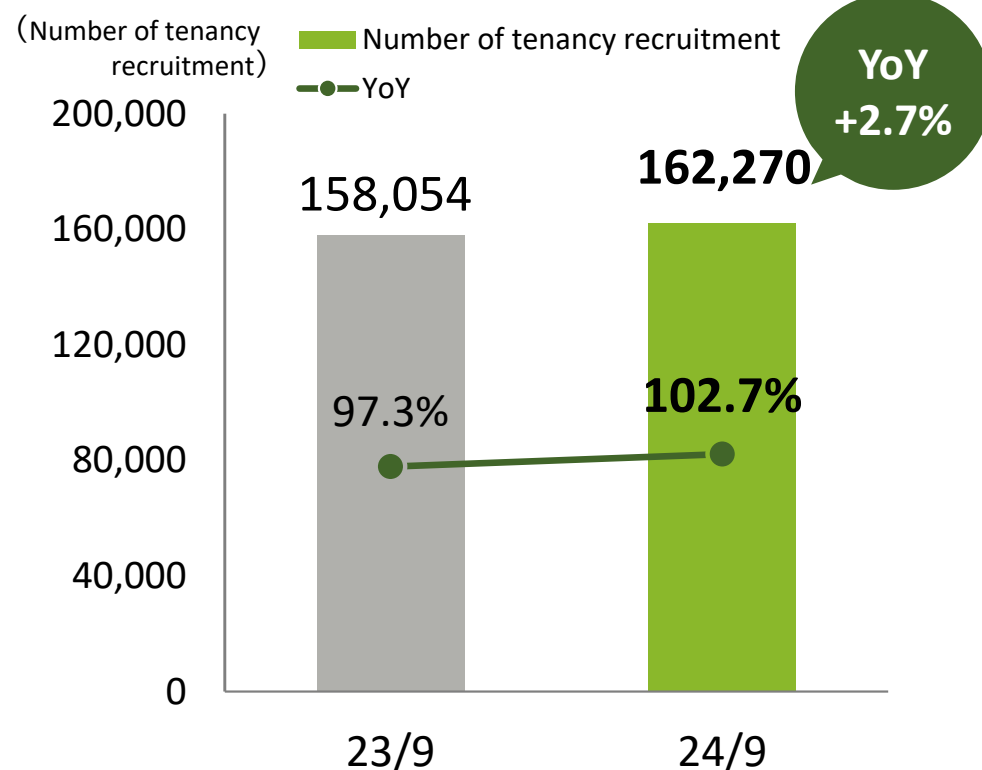 （Number of tenancy
recruitment）
Number of tenancy recruitment
YoY
YoY
+2.7%
200,000
160,000
120,000
80,000
40,000
0
158,054
162,270
97.3%
102.7%
23/9
24/9